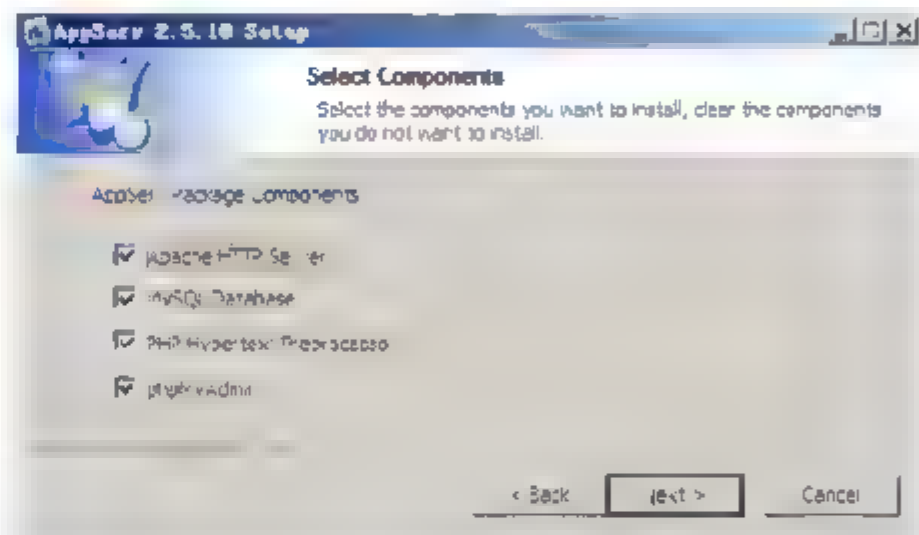 AppServ 2.5.10 Setup
Select Components
Select the components you want to install, clear the components
you do not want to install.
AppServ Package Components
Apache HTTP Server
MySQL Database
PHP Hypertext Preprocessor
phpMyAdmin
< Back
Next >
Cancel